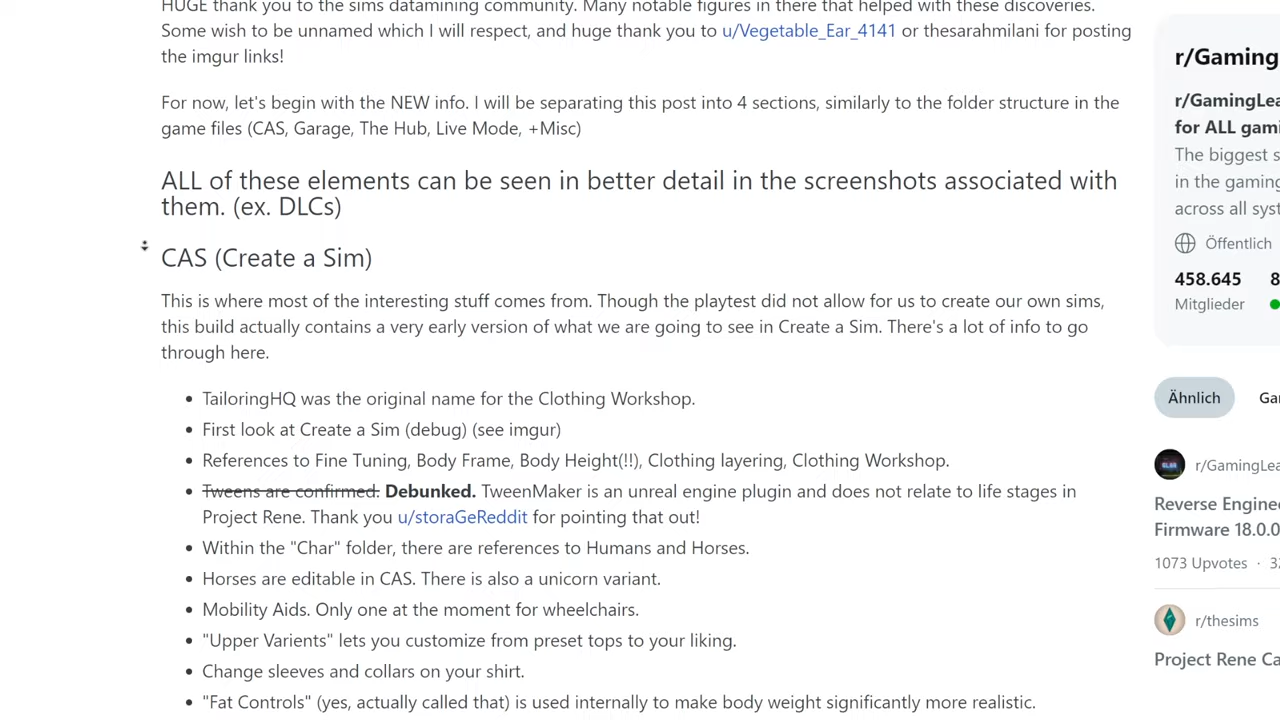 HUGE thank you to the sims datamining community. Many notable figures in there that helped with these discoveries.
Some wish to be unnamed which I will respect, and huge thank you to u/Vegetable_Ear_4141 or thesarahmilani for posting
the imgur links!
For now, let's begin with the NEW info. I will be separating this post into 4 sections, similarly to the folder structure in the
game files (CAS, Garage, The Hub, Live Mode, +Misc)
ALL of these elements can be seen in better detail in the screenshots associated with
them. (ex. DLCs)
CAS (Create a Sim)
This is where most of the interesting stuff comes from. Though the playtest did not allow for us to create our own sims,
this build actually contains a very early version of what we are going to see in Create a Sim. There's a lot of info to go
through here.
TailoringHQ was the original name for the Clothing Workshop.
First look at Create a Sim (debug) (see imgur)
References to Fine Tuning, Body Frame, Body Height(!!), Clothing layering, Clothing Workshop.
Tweens are confirmed. Debunked. TweenMaker is an unreal engine plugin and does not relate to life stages in
Project Rene. Thank you u/storaGeReddit for pointing that out!
Within the "Char" folder, there are references to Humans and Horses.
Horses are editable in CAS. There is also a unicorn variant.
Mobility Aids. Only one at the moment for wheelchairs.
"Upper Varients" lets you customize from preset tops to your liking.
Change sleeves and collars on your shirt.
"Fat Controls" (yes, actually called that) is used internally to make body weight significantly more realistic.
r/Gaming
r/GamingLea
for ALL gami
The biggest s
in the gaming
across all syst
Öffentlich
458.645 8
Mitglieder
Ähnlich Gar
r/GamingLea
Reverse Enginee
Firmware 18.0.0
1073 Upvotes · 32
r/thesims
Project Rene Ca